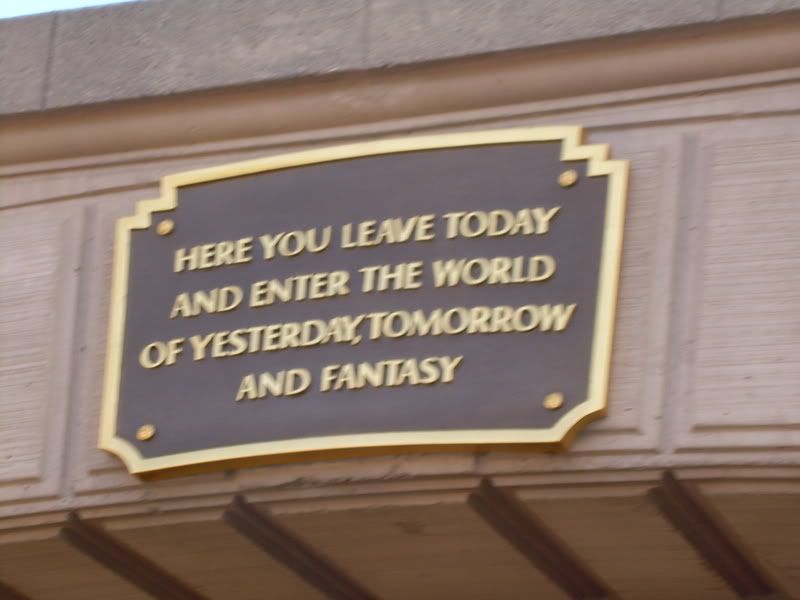 HERE YOU LEAVE TODAY
AND ENTER THE WORLD
OF YESTERDAY, TOMORROW
AND FANTASY